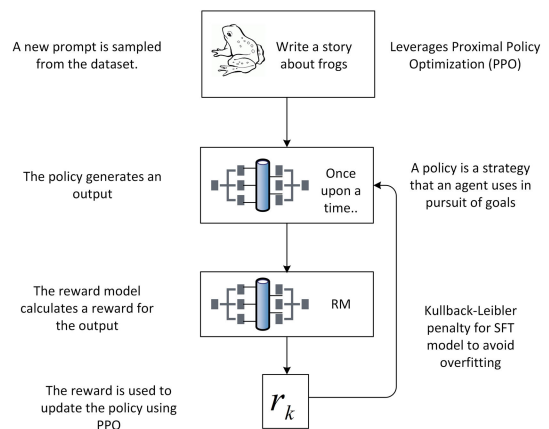 A new prompt is sampled
from the dataset.
Write a story
about frogs
Leverages Proximal Policy
Optimization (PPO)
The policy generates an
output
Once
upon a
time..
A policy is a strategy
that an agent uses in
pursuit of goals
The reward model
calculates a reward for
the output
RM
Kullback-Leibler
penalty for SFT
model to avoid
overfitting
The reward is used to
update the policy using
PPO
r_k